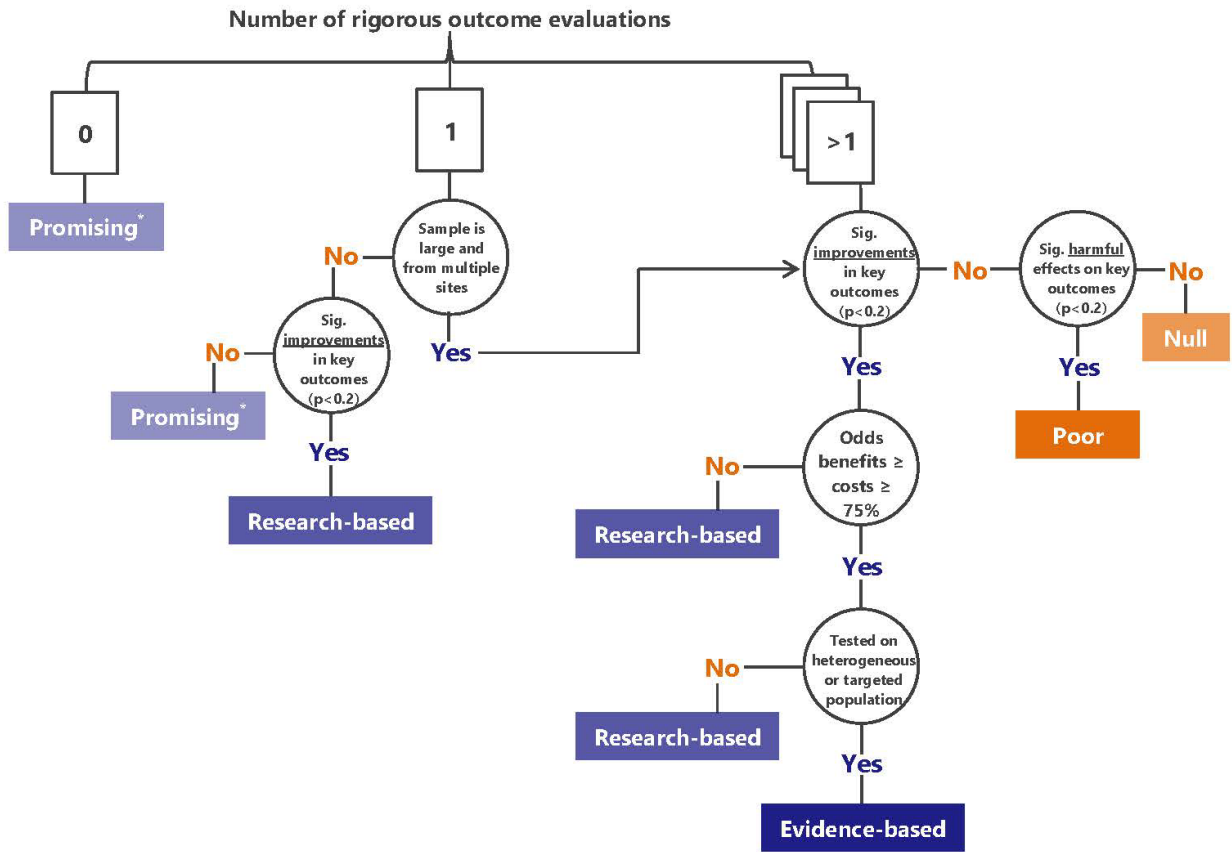 Number of rigorous outcome evaluations
0
1
>1
Promising*
Sample is
large and
from multiple
sites
No
Yes
Sig.
improvements
in key
outcomes
(p<0.2)
No
Promising*
Yes
Research-based
Sig.
improvements
in key
outcomes
(p<0.2)
No
Sig. harmful
effects on key
outcomes
(p<0.2)
No
Null
Yes
Poor
Yes
Odds
benefits ≥
costs ≥
75%
No
Research-based
Yes
Tested on
heterogeneous
or targeted
population
No
Research-based
Yes
Evidence-based